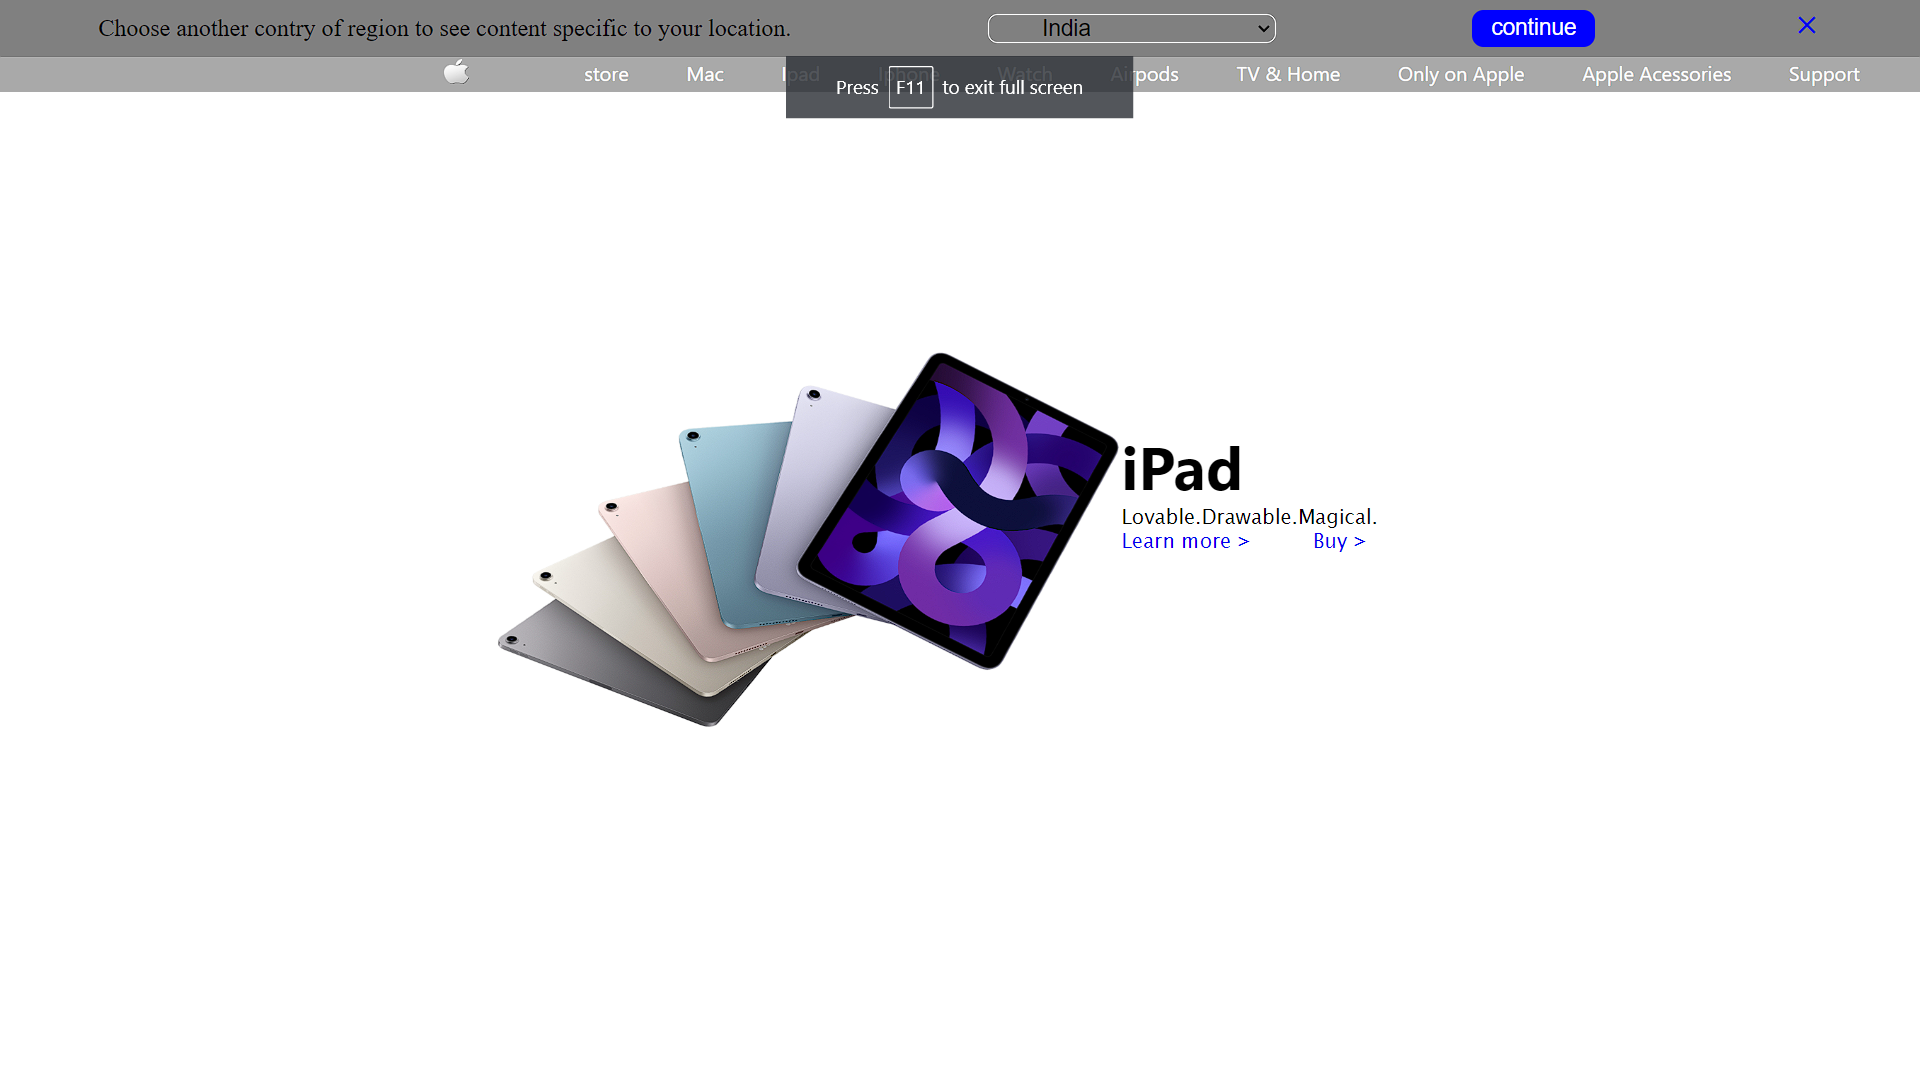 Choose another contry of region to see content specific to your location.
India
continue
store Mac Ipad Iphone Watch Airpods TV & Home Only on Apple Apple Acessories Support
Press F11 to exit full screen
iPad
Lovable.Drawable.Magical.
Learn more > Buy >